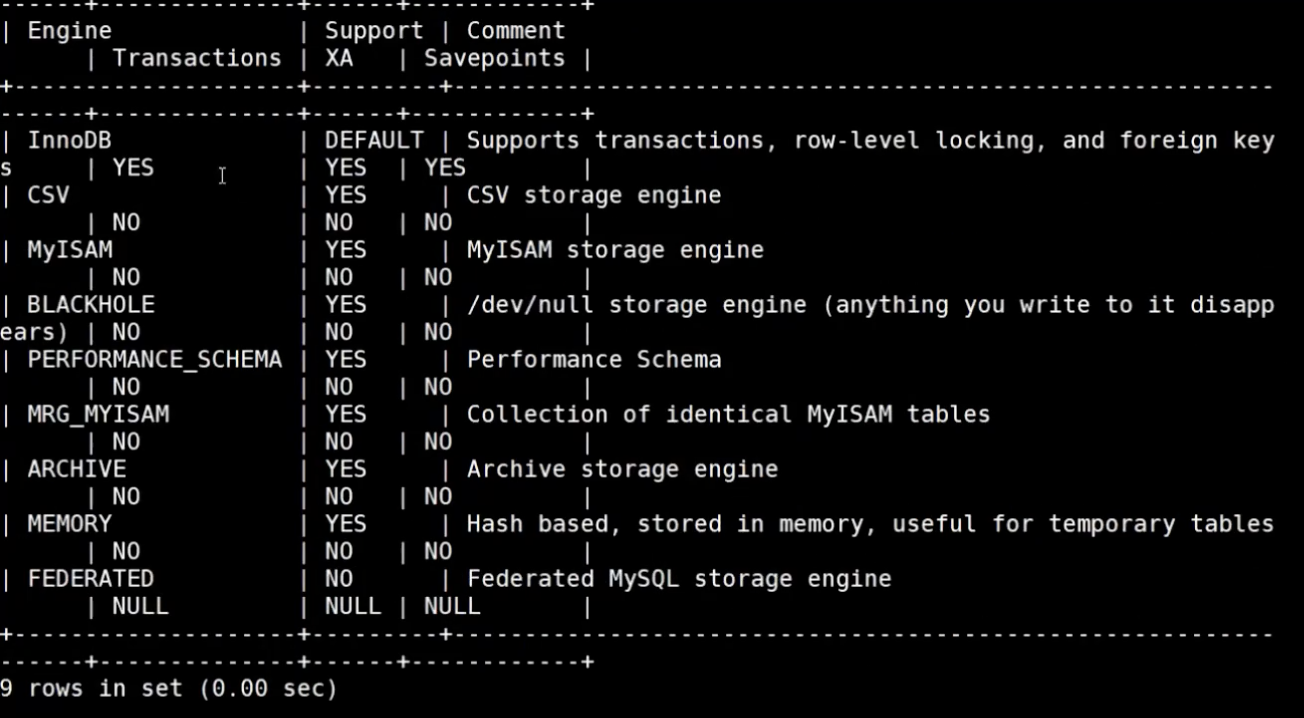 ------+--------------+------+------------+
| Engine             | Support | Comment
      | Transactions | XA   | Savepoints |
+--------------------+---------+----------------------------------------------------------
------+--------------+------+------------+
| InnoDB             | DEFAULT | Supports transactions, row-level locking, and foreign key
s     | YES          | YES  | YES        |
| CSV                | YES     | CSV storage engine
      | NO           | NO   | NO         |
| MyISAM             | YES     | MyISAM storage engine
      | NO           | NO   | NO         |
| BLACKHOLE          | YES     | /dev/null storage engine (anything you write to it disapp
ears) | NO           | NO   | NO         |
| PERFORMANCE_SCHEMA | YES     | Performance Schema
      | NO           | NO   | NO         |
| MRG_MYISAM         | YES     | Collection of identical MyISAM tables
      | NO           | NO   | NO         |
| ARCHIVE            | YES     | Archive storage engine
      | NO           | NO   | NO         |
| MEMORY             | YES     | Hash based, stored in memory, useful for temporary tables
      | NO           | NO   | NO         |
| FEDERATED          | NO      | Federated MySQL storage engine
      | NULL         | NULL | NULL       |
+--------------------+---------+----------------------------------------------------------
------+--------------+------+------------+
9 rows in set (0.00 sec)